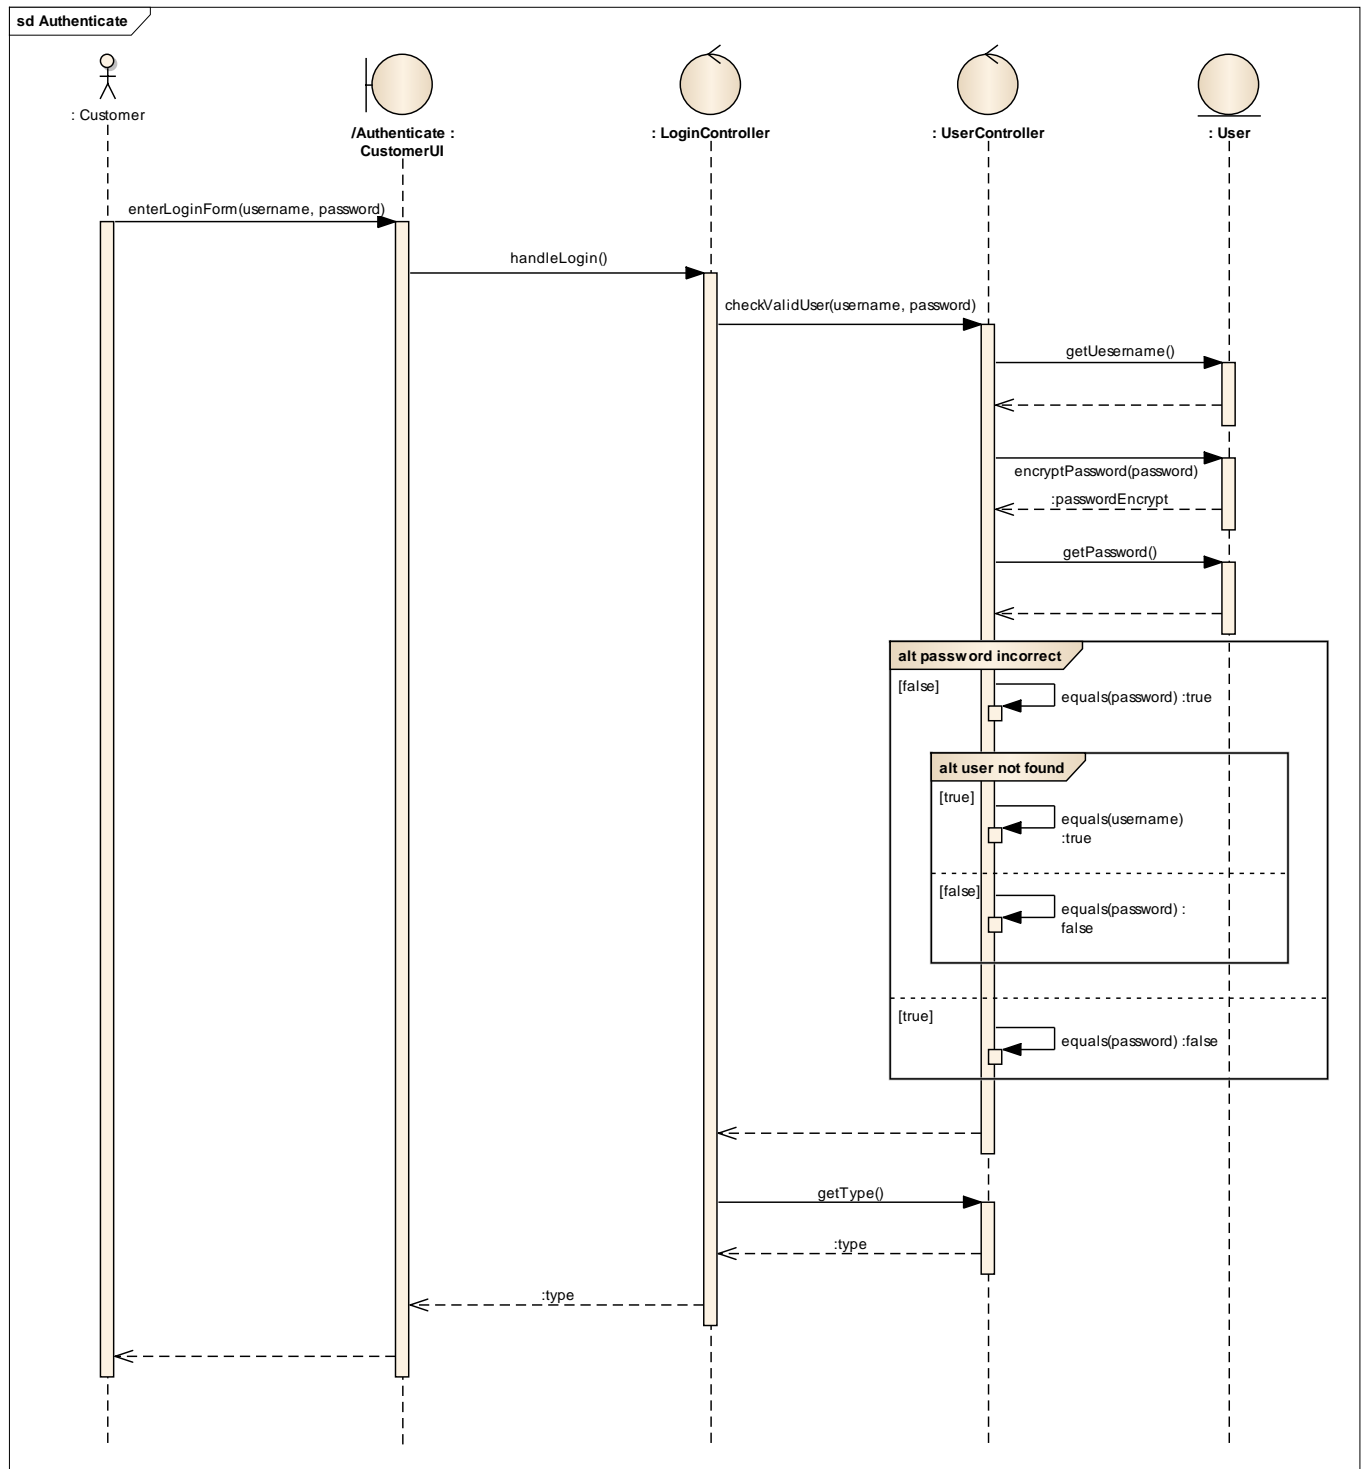 sd Authenticate
: Customer
/Authenticate :
CustomerUI
: LoginController
: UserController
: User
enterLoginForm(username, password)
handleLogin()
checkValidUser(username, password)
getUesername()
encryptPassword(password)
:passwordEncrypt
getPassword()
alt password incorrect
[false]
equals(password) :true
alt user not found
[true]
equals(username)
:true
[false]
equals(password) :
false
[true]
equals(password) :false
getType()
:type
:type